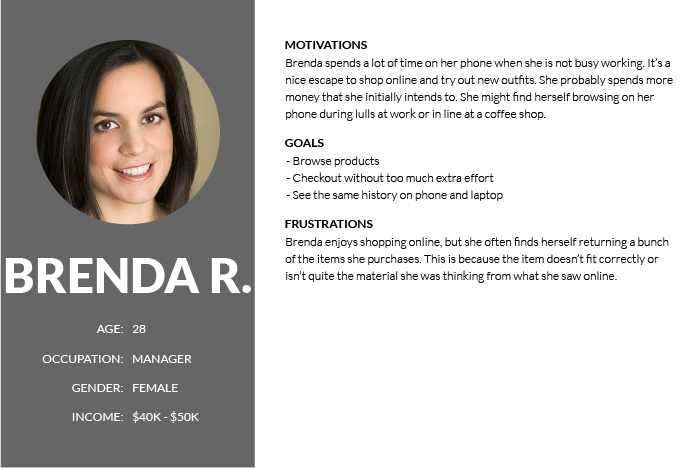 BRENDA R.
AGE: 28
OCCUPATION: MANAGER
GENDER: FEMALE
INCOME: $40K - $50K
MOTIVATIONS
Brenda spends a lot of time on her phone when she is not busy working. It's a
nice escape to shop online and try out new outfits. She probably spends more
money that she initially intends to. She might find herself browsing on her
phone during lulls at work or in line at a coffee shop.
GOALS
- Browse products
- Checkout without too much extra effort
- See the same history on phone and laptop
FRUSTRATIONS
Brenda enjoys shopping online, but she often finds herself returning a bunch
of the items she purchases. This is because the item doesn't fit correctly or
isn't quite the material she was thinking from what she saw online.